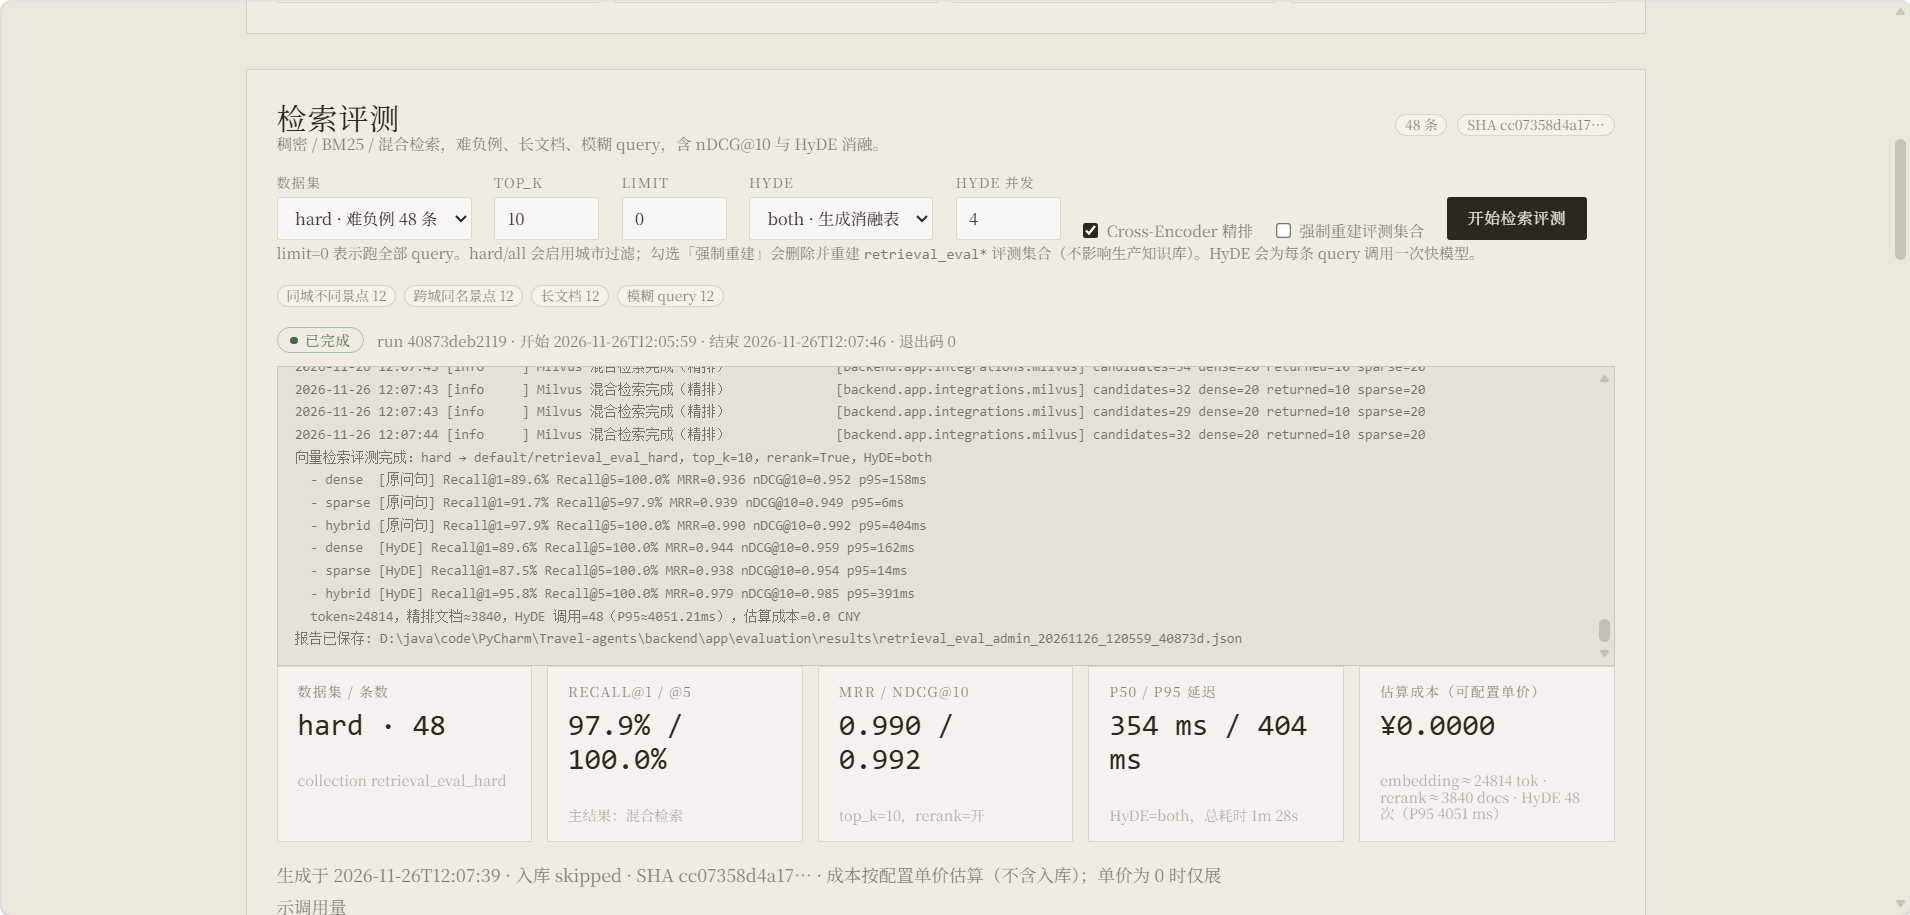 检索评测
48 条
SHA cc07358d4a17…
稠密 / BM25 / 混合检索，难负例、长文档、模糊 query，含 nDCG@10 与 HyDE 消融。
数据集
TOP_K
LIMIT
HYDE
HYDE 并发
hard · 难负例 48 条
10
0
both · 生成消融表
4
Cross-Encoder 精排
强制重建评测集合
开始检索评测
limit=0 表示跑全部 query。hard/all 会启用城市过滤；勾选「强制重建」会删除并重建 retrieval_eval* 评测集合（不影响生产知识库）。HyDE 会为每条 query 调用一次快模型。
同城不同景点 12
跨城同名景点 12
长文档 12
模糊 query 12
已完成
run 40873deb2119 · 开始 2026-11-26T12:05:59 · 结束 2026-11-26T12:07:46 · 退出码 0
2026-11-26 12:07:43 [info     ] Milvus 混合检索完成（精排）  [backend.app.integrations.milvus] candidates=34 dense=20 returned=10 sparse=20
2026-11-26 12:07:43 [info     ] Milvus 混合检索完成（精排）  [backend.app.integrations.milvus] candidates=32 dense=20 returned=10 sparse=20
2026-11-26 12:07:43 [info     ] Milvus 混合检索完成（精排）  [backend.app.integrations.milvus] candidates=29 dense=20 returned=10 sparse=20
2026-11-26 12:07:44 [info     ] Milvus 混合检索完成（精排）  [backend.app.integrations.milvus] candidates=32 dense=20 returned=10 sparse=20
向量检索评测完成：hard → default/retrieval_eval_hard，top_k=10，rerank=True，HyDE=both
- dense  [原问句] Recall@1=89.6% Recall@5=100.0% MRR=0.936 nDCG@10=0.952 p95=158ms
- sparse [原问句] Recall@1=91.7% Recall@5=97.9% MRR=0.939 nDCG@10=0.949 p95=6ms
- hybrid [原问句] Recall@1=97.9% Recall@5=100.0% MRR=0.990 nDCG@10=0.992 p95=404ms
- dense  [HyDE] Recall@1=89.6% Recall@5=100.0% MRR=0.944 nDCG@10=0.959 p95=162ms
- sparse [HyDE] Recall@1=87.5% Recall@5=100.0% MRR=0.938 nDCG@10=0.954 p95=14ms
- hybrid [HyDE] Recall@1=95.8% Recall@5=100.0% MRR=0.979 nDCG@10=0.985 p95=391ms
token≈24814，精排文档≈3840，HyDE 调用=48（P95≈4051.21ms），估算成本=0.0 CNY
报告已保存: D:\java\code\PyCharm\Travel-agents\backend\app\evaluation\results\retrieval_eval_admin_20261126_120559_40873d.json
数据集 / 条数
hard · 48
collection retrieval_eval_hard
RECALL@1 / @5
97.9% /
100.0%
主结果：混合检索
MRR / NDCG@10
0.990 /
0.992
top_k=10，rerank=开
P50 / P95 延迟
354 ms / 404
ms
HyDE=both，总耗时 1m 28s
估算成本（可配置单价）
¥0.0000
embedding≈24814 tok ·
rerank≈3840 docs · HyDE 48
次（P95 4051 ms）
生成于 2026-11-26T12:07:39 · 入库 skipped · SHA cc07358d4a17… · 成本按配置单价估算（不含入库）；单价为 0 时仅展
示调用量